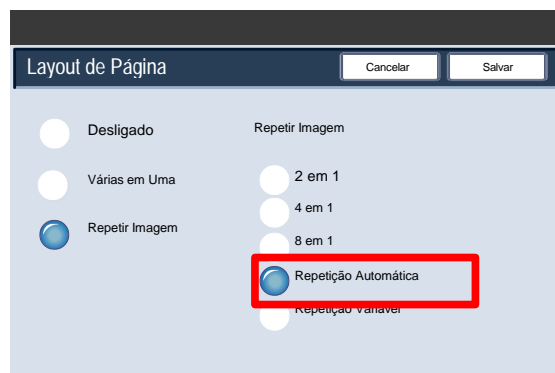 Layout de Página
Cancelar
Salvar
Desligado
Várias em Uma
Repetir Imagem
Repetir Imagem
2 em 1
4 em 1
8 em 1
Repetição Automática
Repetição Variável